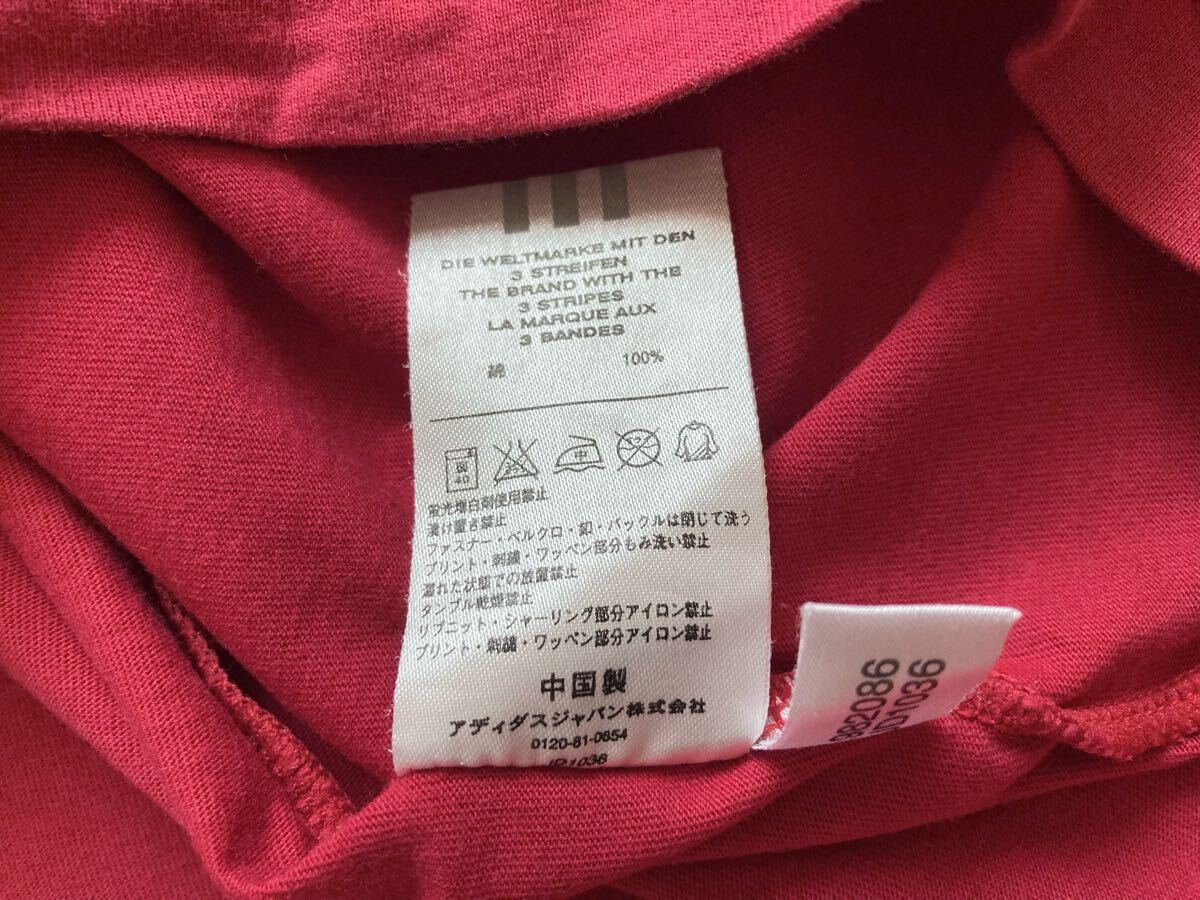 DIE WELTMARKE MIT DEN
3 STREIFEN
THE BRAND WITH THE
3 STRIPES
LA MARQUE AUX
3 BANDES
綿 100%
40 中
蛍光増白剤使用禁止
漬け置き禁止
ファスナー・ベルクロ・釦・バックルは閉じて洗う
プリント・刺繍・ワッペン部分もみ洗い禁止
濡れた状態での放置禁止
タンブル乾燥禁止
リブニット・シャーリング部分アイロン禁止
プリント・刺繍・ワッペン部分アイロン禁止
中国製
アディダスジャパン株式会社
0120-81-0654
JD1036
982086
JD1036